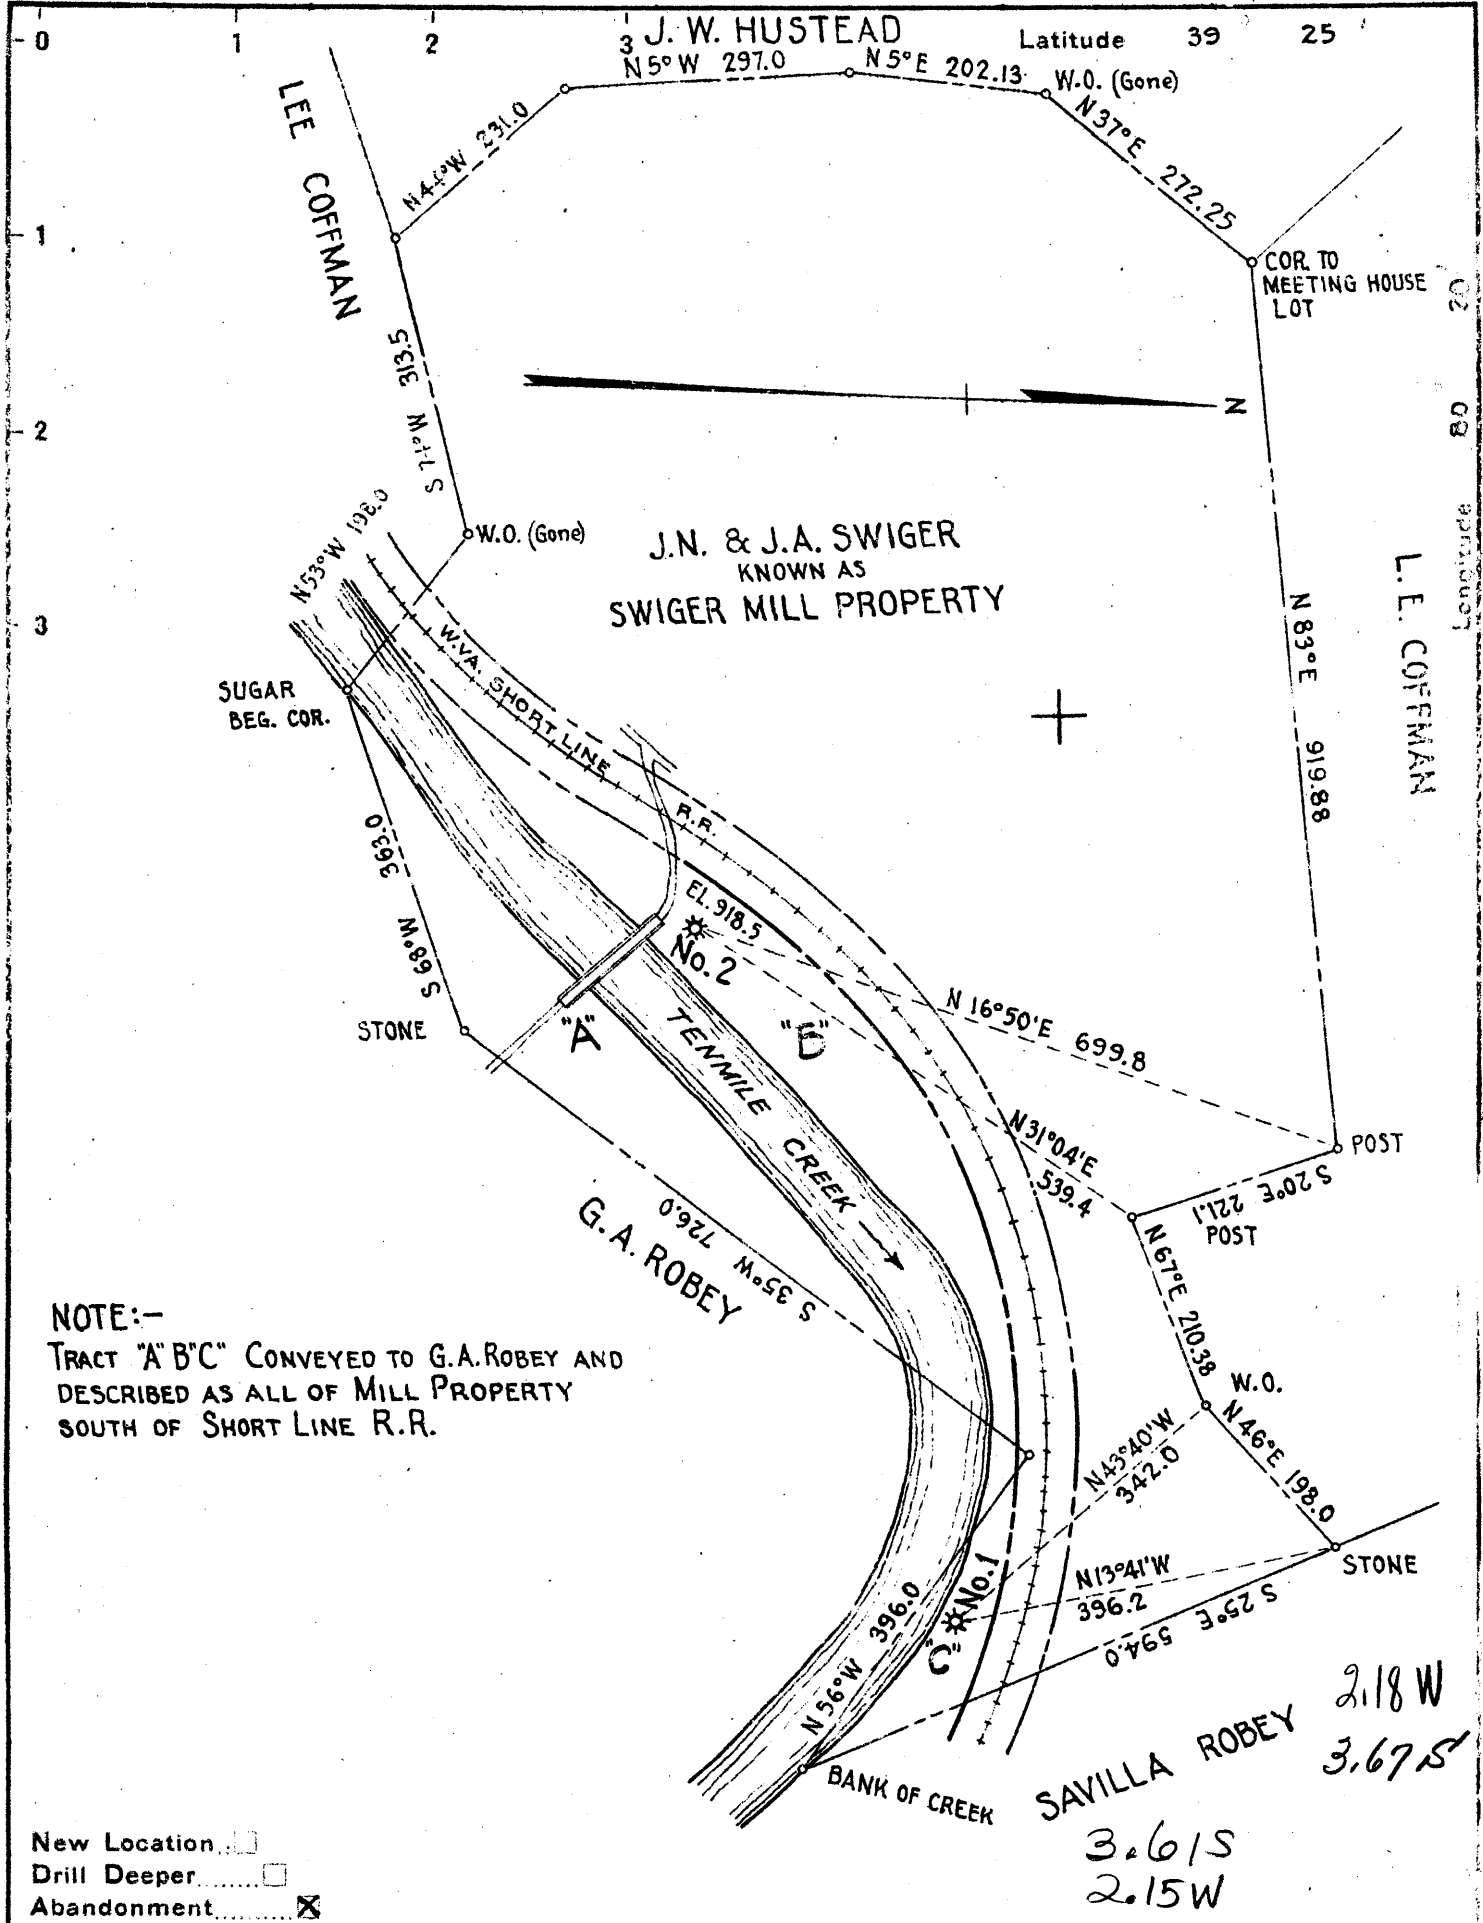 0 1 2 3
J. W. HUSTEAD
Latitude 39 25
N 5° W 297.0
N 5° E 202.13
W.O. (Gone)
N 37° E 272.25
N 41° W 231.0
LEE COFFMAN
1
COR. TO
MEETING HOUSE
LOT
Longitude 80 20
S 74° W 313.5
N
2
W.O. (Gone)
N 53° W 198.0
J.N. & J.A. SWIGER
KNOWN AS
SWIGER MILL PROPERTY
3
N 83° E 919.88
L. E. COFFMAN
SUGAR
BEG. COR.
W.VA. SHORT LINE R.R.
S 68° W 363.0
EL. 918.5
No. 2
STONE
"A"
"B"
TENMILE CREEK
N 16°50' E 699.8
N 31°04' E
539.4
POST
S 20° E 221.1
POST
G. A. ROBEY
S 35° W 726.0
N 67° E 210.38
NOTE:-
TRACT "A" B"C" CONVEYED TO G.A. ROBEY AND
DESCRIBED AS ALL OF MILL PROPERTY
SOUTH OF SHORT LINE R.R.
W.O.
N 46° E 198.0
N 43°40' W
342.0
STONE
N 13°41' W
396.2
No. 1
"C"
N 56° W 396.0
S 25° E 594.0
BANK OF CREEK
SAVILLA ROBEY
2.18 W
3.67 S
3.61 S
2.15 W
New Location
Drill Deeper
Abandonment X